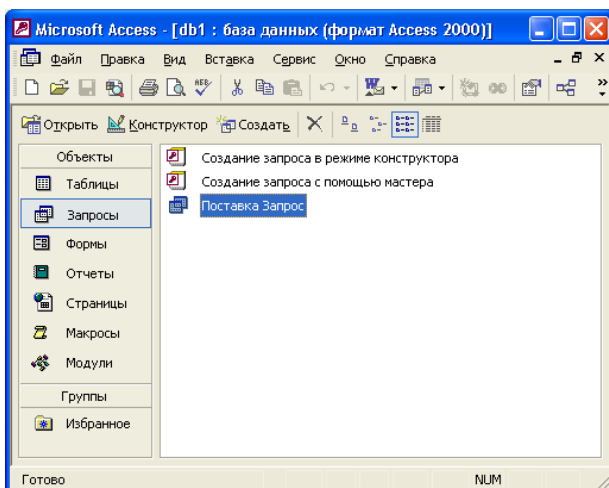 Microsoft Access - [db1 : база данных (формат Access 2000)]
Файл Правка Вид Вставка Сервис Окно Справка
Открыть Конструктор Создать
Объекты
Таблицы
Запросы
Формы
Отчеты
Страницы
Макросы
Модули
Группы
Избранное
Создание запроса в режиме конструктора
Создание запроса с помощью мастера
Поставка Запрос
Готово NUM